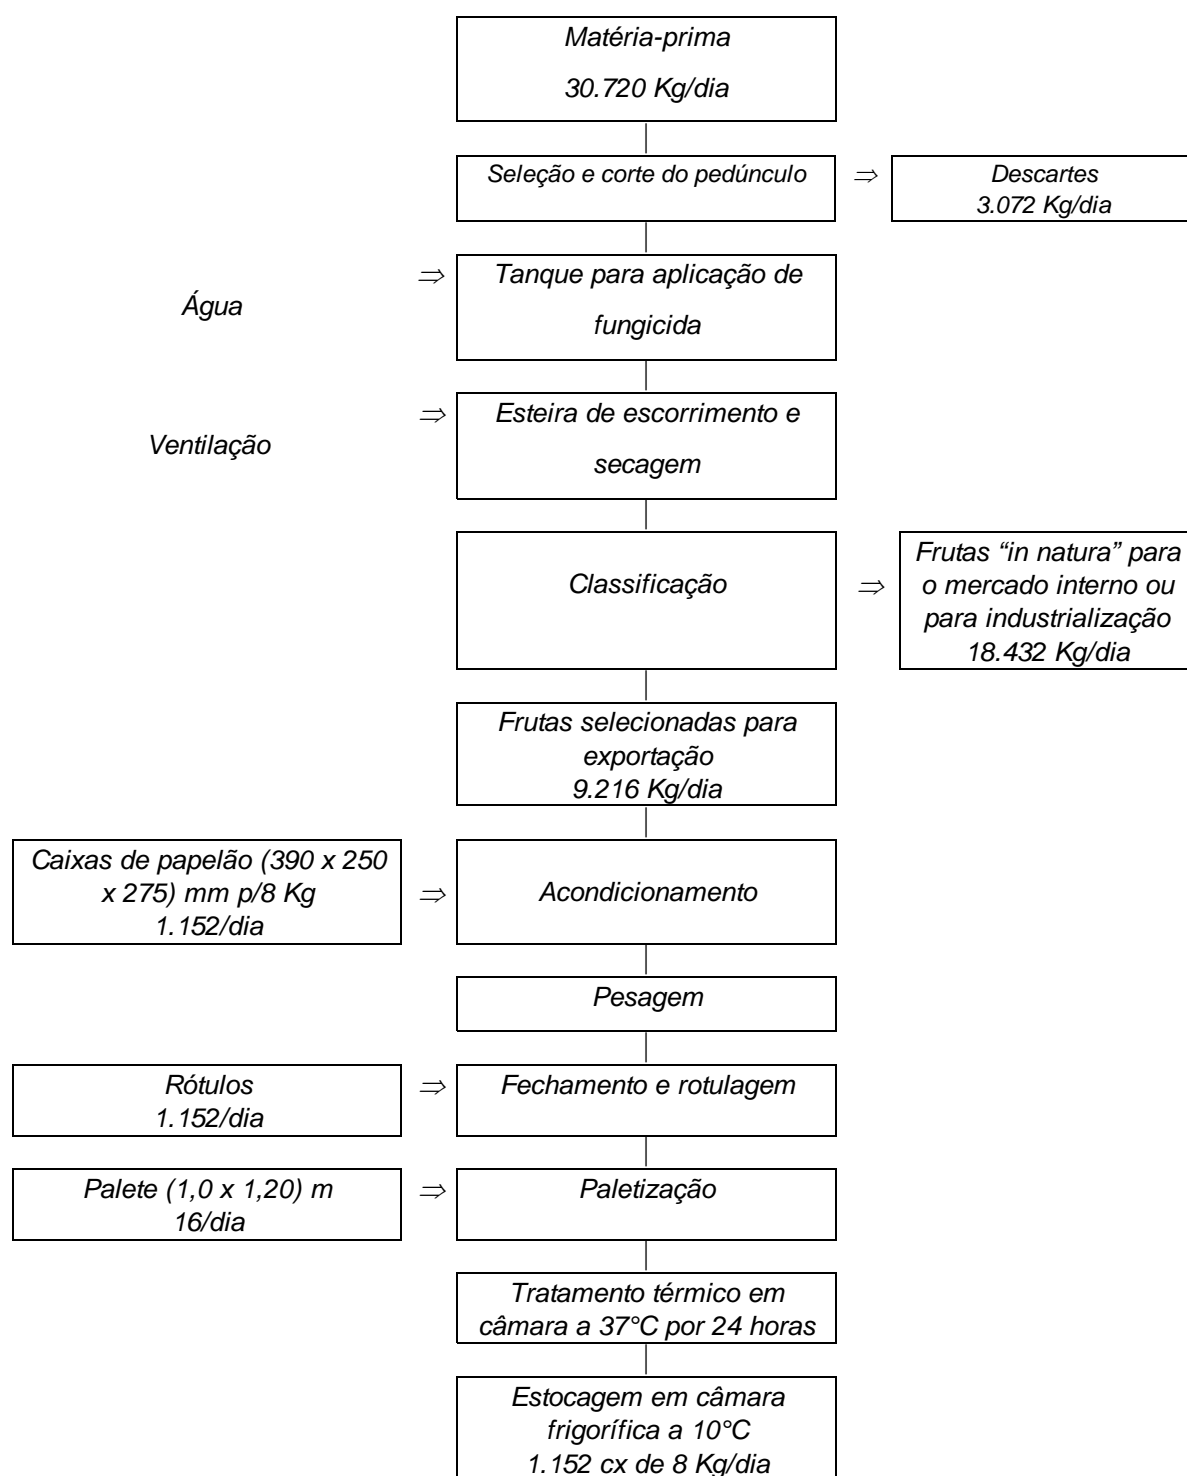 Matéria-prima
30.720 Kg/dia
Seleção e corte do pedúnculo
⇒
Descartes
3.072 Kg/dia
Água
⇒
Tanque para aplicação de
fungicida
Ventilação
⇒
Esteira de escorrimento e
secagem
Classificação
⇒
Frutas “in natura” para
o mercado interno ou
para industrialização
18.432 Kg/dia
Frutas selecionadas para
exportação
9.216 Kg/dia
Caixas de papelão (390 x 250
x 275) mm p/8 Kg
1.152/dia
⇒
Acondicionamento
Pesagem
Rótulos
1.152/dia
⇒
Fechamento e rotulagem
Palete (1,0 x 1,20) m
16/dia
⇒
Paletização
Tratamento térmico em
câmara a 37°C por 24 horas
Estocagem em câmara
frigorífica a 10°C
1.152 cx de 8 Kg/dia